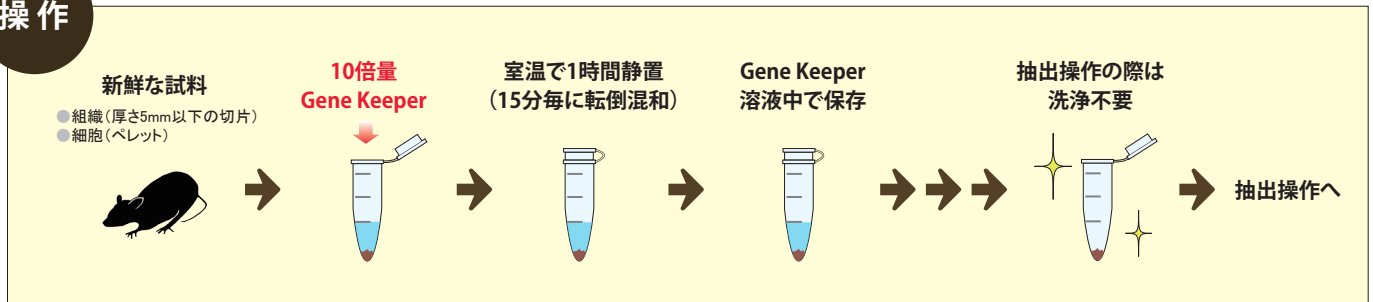 操作
新鮮な試料
●組織（厚さ5mm以下の切片）
●細胞（ペレット）
10倍量
Gene Keeper
室温で1時間静置
（15分毎に転倒混和）
Gene Keeper
溶液中で保存
抽出操作の際は
洗浄不要
抽出操作へ